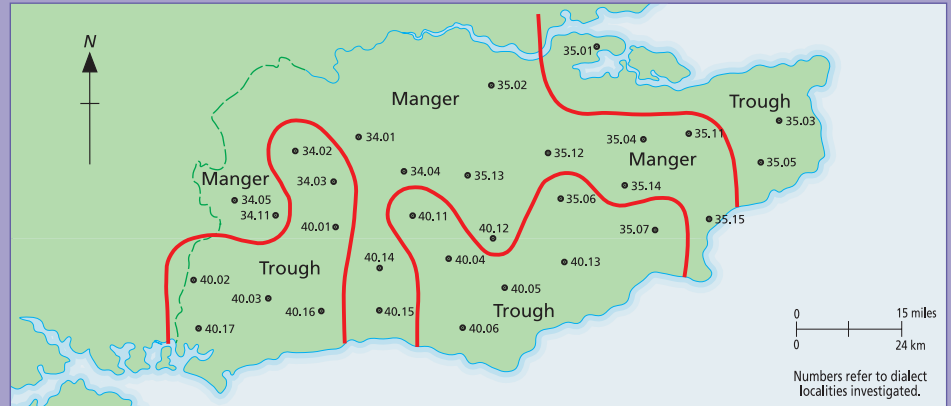 N
35.01
Manger
35.02
Trough
35.03
34.01
35.04
35.11
34.02
35.12
Manger
35.05
34.04
35.13
Manger
34.03
35.14
34.05
35.06
34.11
40.11
35.15
40.01
40.12
35.07
40.14
40.04
40.13
Trough
40.02
40.05
40.03
40.16
40.15
Trough
40.17
40.06
0 15 miles
0 24 km
Numbers refer to dialect
localities investigated.